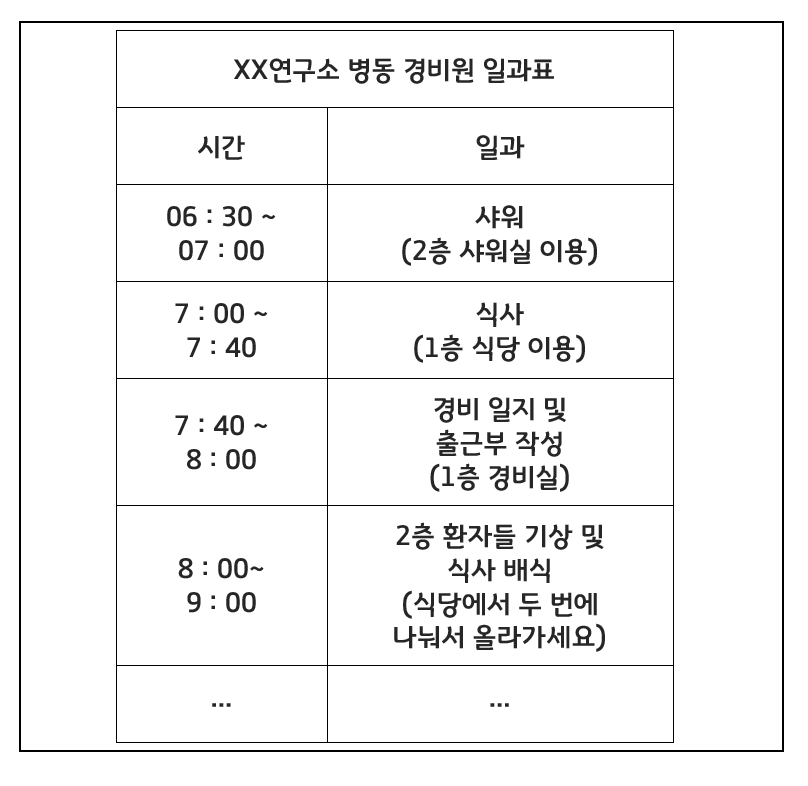 XX연구소 병동 경비원 일과표
시간
일과
06 : 30 ~
07 : 00
샤워
(2층 샤워실 이용)
7 : 00 ~
7 : 40
식사
(1층 식당 이용)
7 : 40 ~
8 : 00
경비 일지 및
출근부 작성
(1층 경비실)
8 : 00~
9 : 00
2층 환자들 기상 및
식사 배식
(식당에서 두 번에
나눠서 올라가세요)
...
...